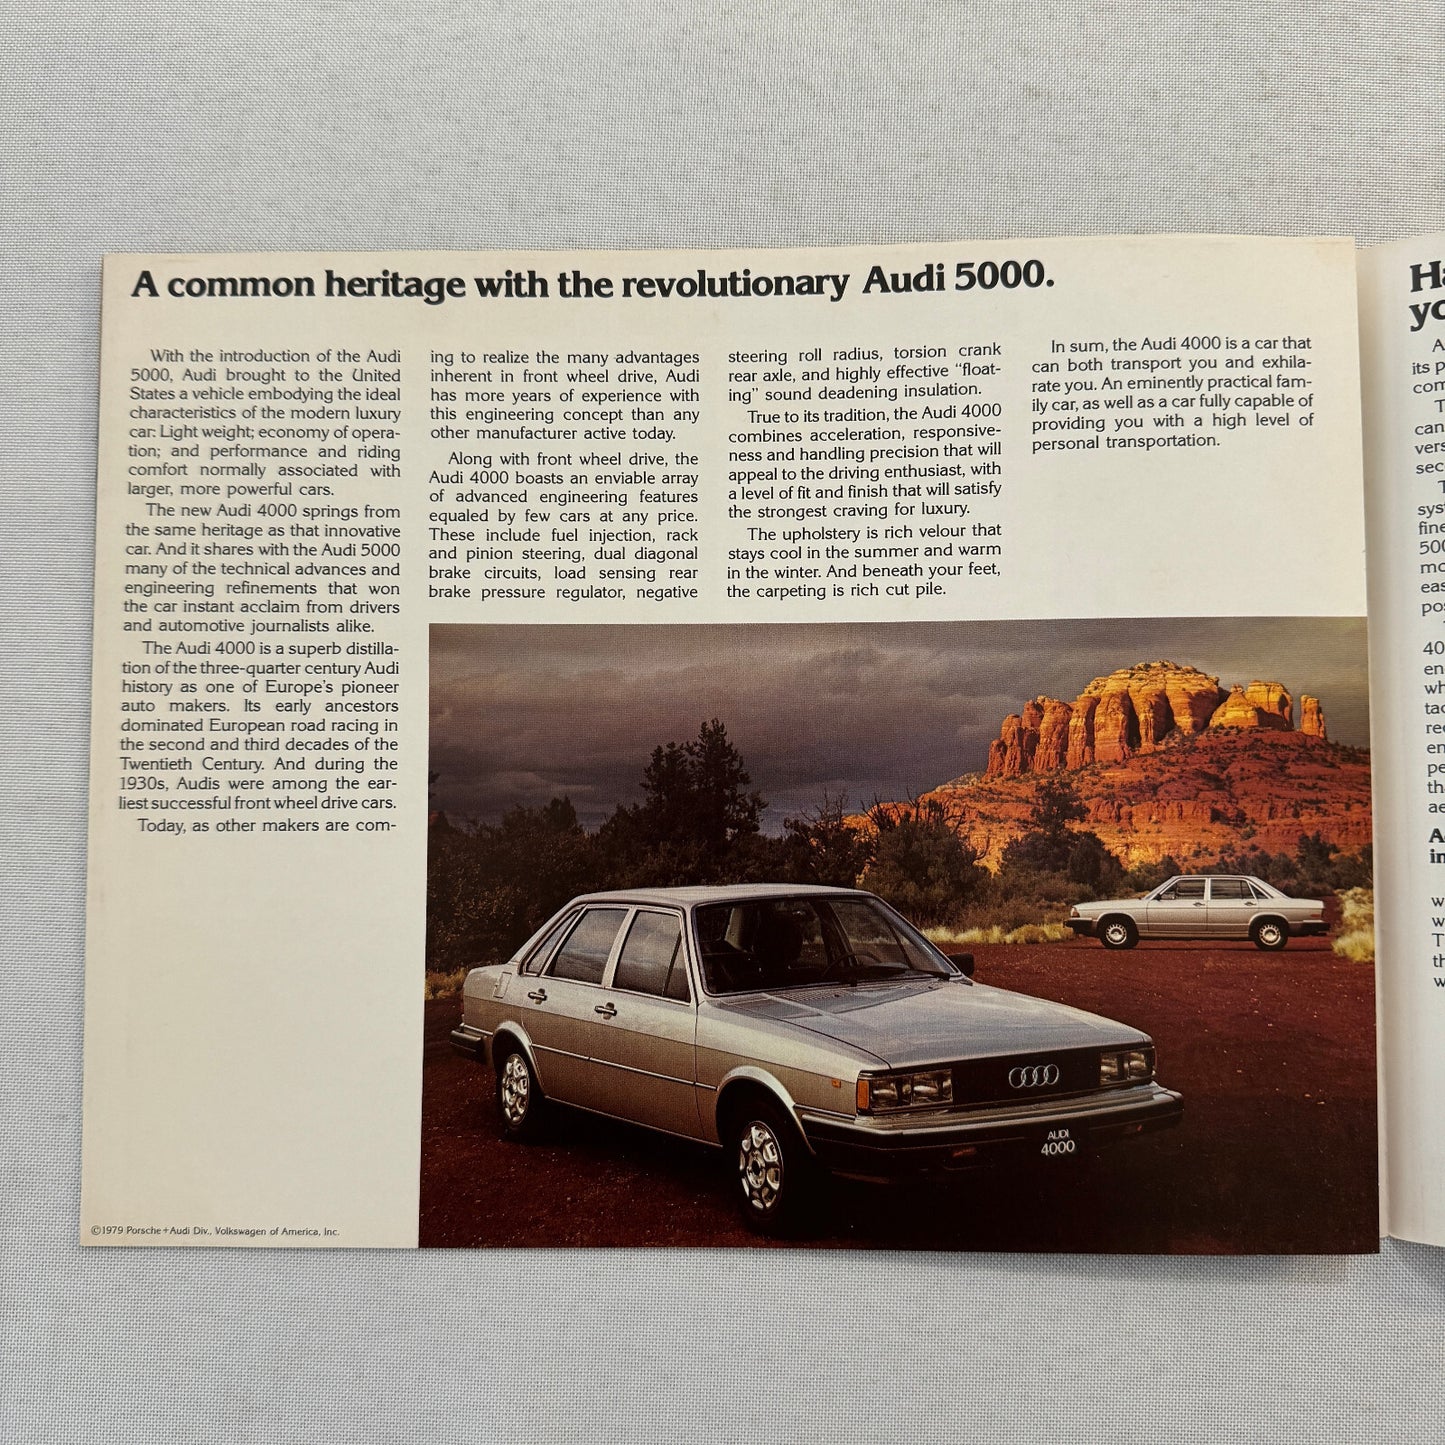 A common heritage with the revolutionary Audi 5000.
With the introduction of the Audi
5000, Audi brought to the United
States a vehicle embodying the ideal
characteristics of the modern luxury
car: Light weight; economy of opera-
tion; and performance and riding
comfort normally associated with
larger, more powerful cars.
The new Audi 4000 springs from
the same heritage as that innovative
car. And it shares with the Audi 5000
many of the technical advances and
engineering refinements that won
the car instant acclaim from drivers
and automotive journalists alike.
The Audi 4000 is a superb distilla-
tion of the three-quarter century Audi
history as one of Europe's pioneer
auto makers. Its early ancestors
dominated European road racing in
the second and third decades of the
Twentieth Century. And during the
1930s, Audis were among the ear-
liest successful front wheel drive cars.
Today, as other makers are com-
ing to realize the many advantages
inherent in front wheel drive, Audi
has more years of experience with
this engineering concept than any
other manufacturer active today.
Along with front wheel drive, the
Audi 4000 boasts an enviable array
of advanced engineering features
equaled by few cars at any price.
These include fuel injection, rack
and pinion steering, dual diagonal
brake circuits, load sensing rear
brake pressure regulator, negative
steering roll radius, torsion crank
rear axle, and highly effective "float-
ing" sound deadening insulation.
True to its tradition, the Audi 4000
combines acceleration, responsive-
ness and handling precision that will
appeal to the driving enthusiast, with
a level of fit and finish that will satisfy
the strongest craving for luxury.
The upholstery is rich velour that
stays cool in the summer and warm
in the winter. And beneath your feet,
the carpeting is rich cut pile.
In sum, the Audi 4000 is a car that
can both transport you and exhila-
rate you. An eminently practical fam-
ily car, as well as a car fully capable of
providing you with a high level of
personal transportation.
AUDI
4000
©1979 Porsche+Audi Div., Volkswagen of America, Inc.